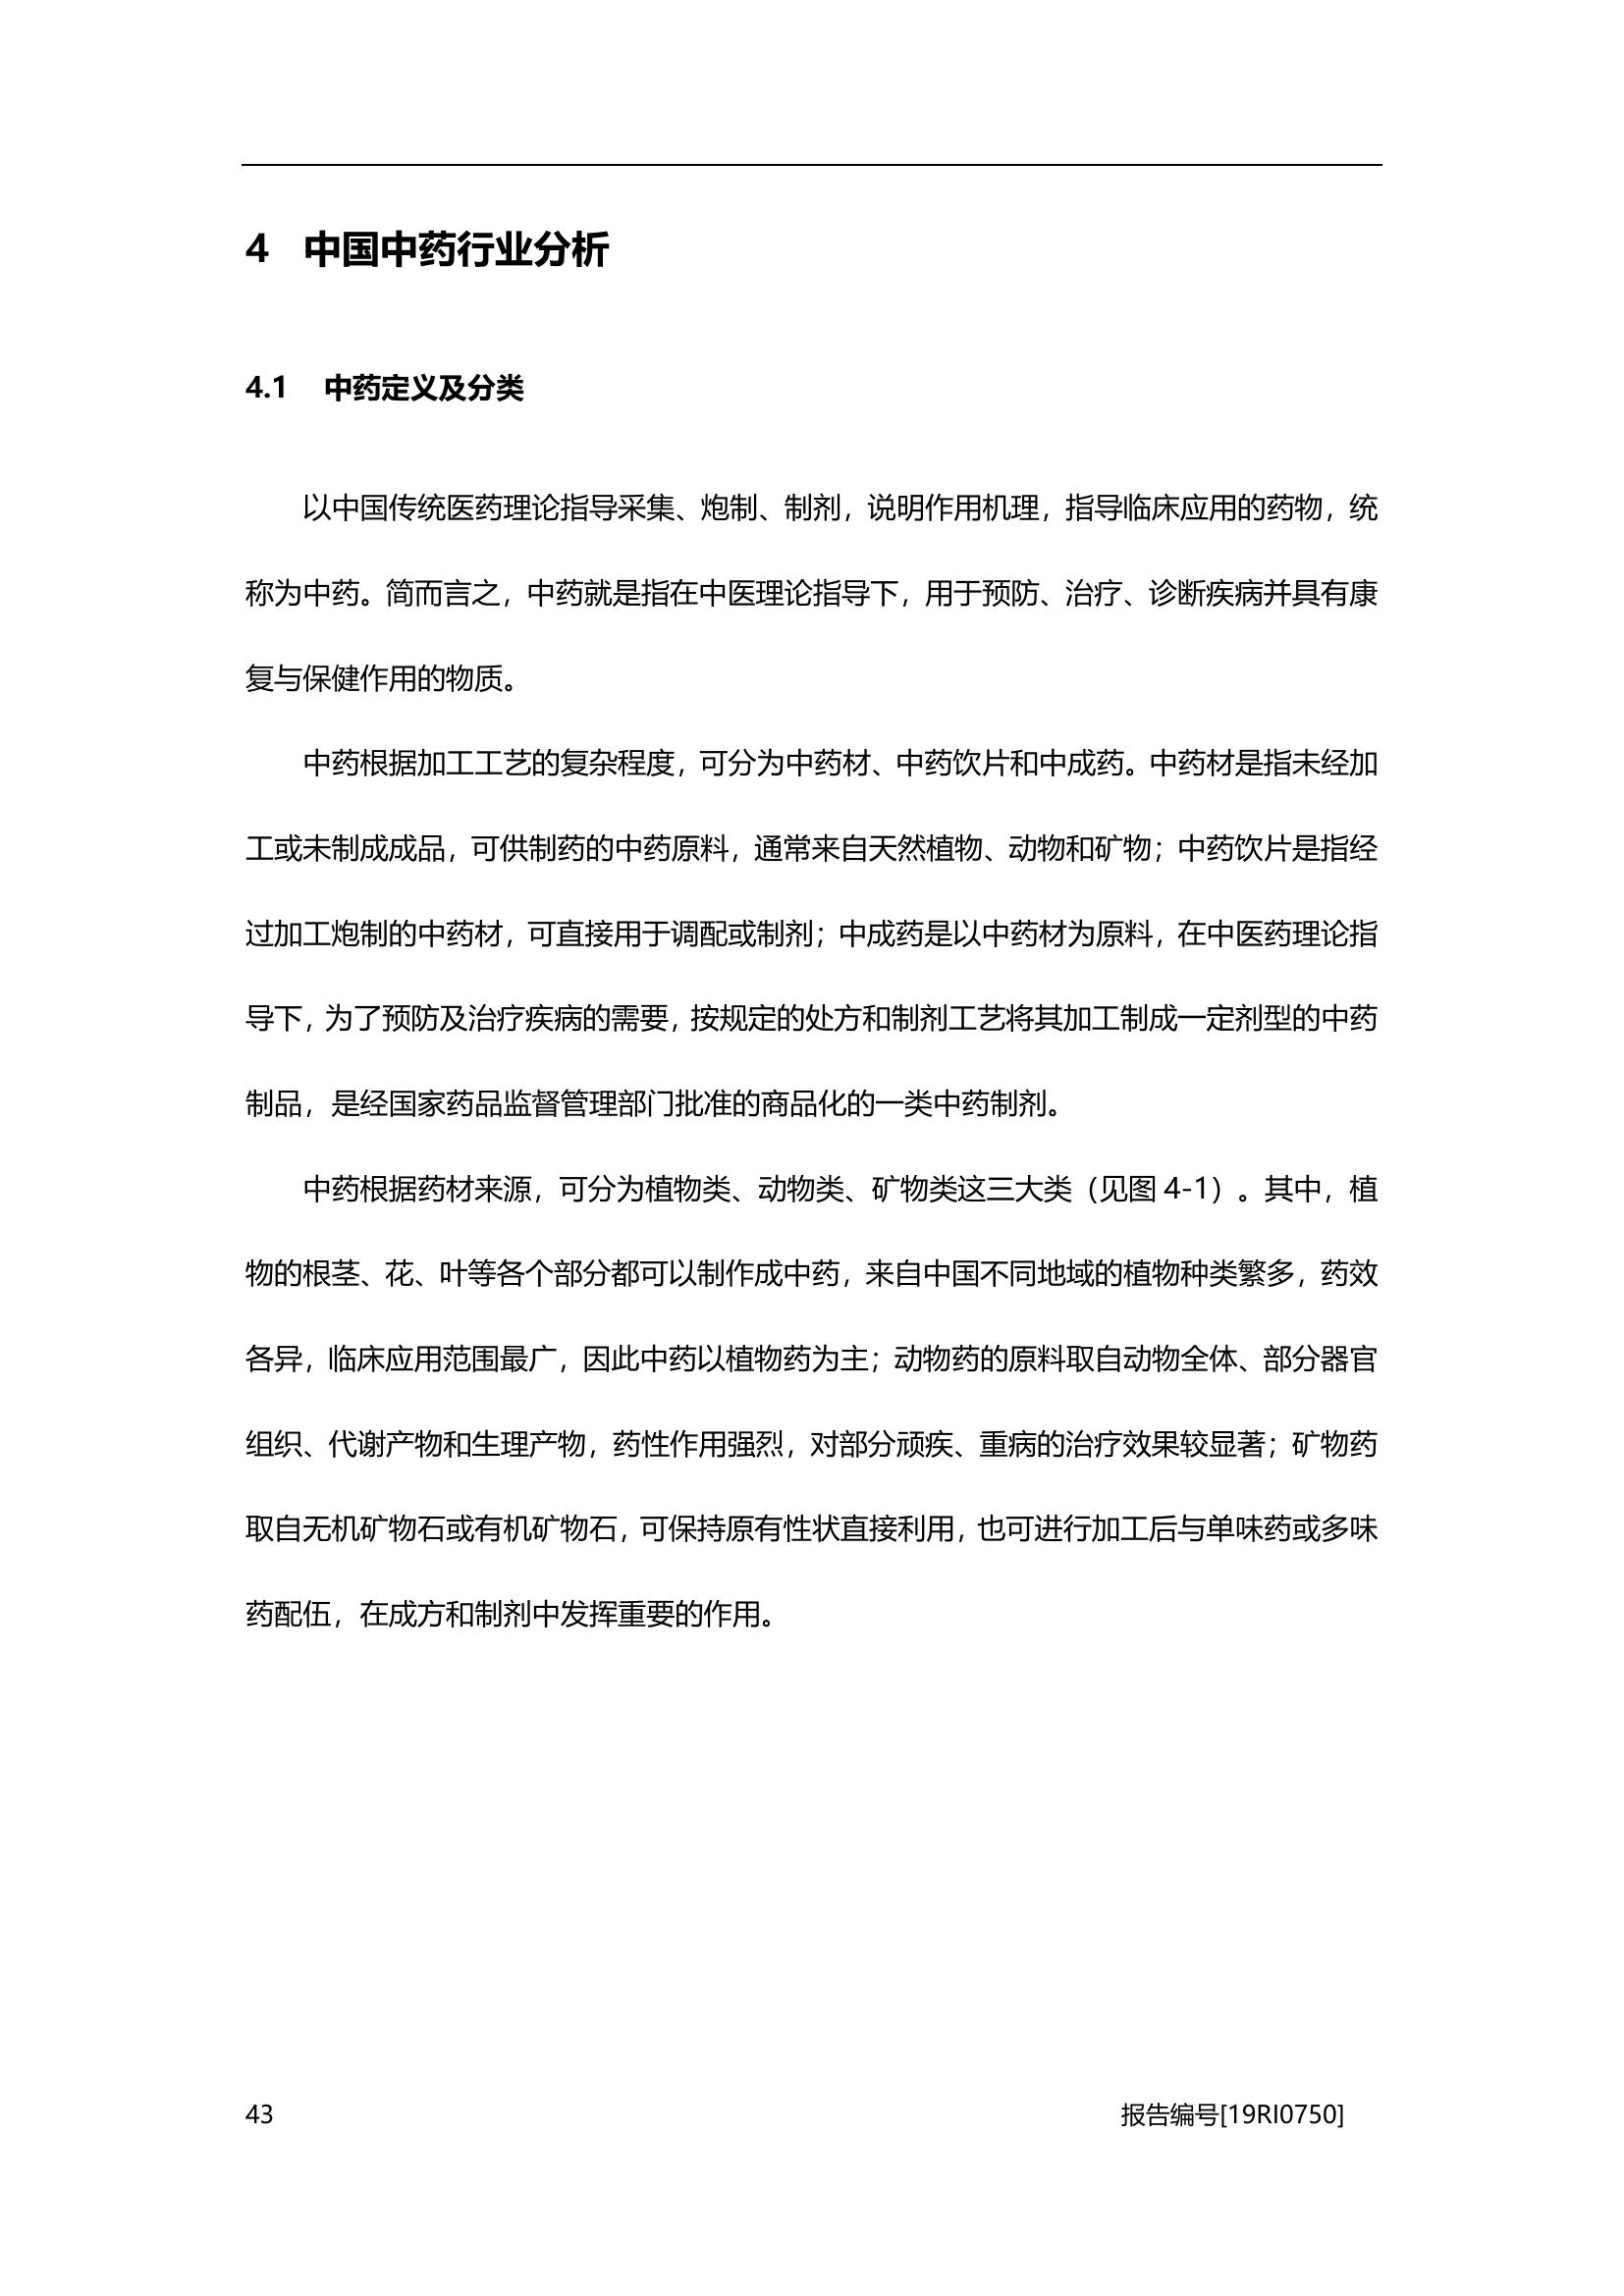 4 中国中药行业分析
4.1 中药定义及分类
以中国传统医药理论指导采集、炮制、制剂，说明作用机理，指导临床应用的药物，统
称为中药。简而言之，中药就是指在中医理论指导下，用于预防、治疗、诊断疾病并具有康
复与保健作用的物质。
中药根据加工工艺的复杂程度，可分为中药材、中药饮片和中成药。中药材是指未经加
工或未制成成品，可供制药的中药原料，通常来自天然植物、动物和矿物；中药饮片是指经
过加工炮制的中药材，可直接用于调配或制剂；中成药是以中药材为原料，在中医药理论指
导下，为了预防及治疗疾病的需要，按规定的处方和制剂工艺将其加工制成一定剂型的中药
制品，是经国家药品监督管理部门批准的商品化的一类中药制剂。
中药根据药材来源，可分为植物类、动物类、矿物类这三大类（见图 4-1）。其中，植
物的根茎、花、叶等各个部分都可以制作成中药，来自中国不同地域的植物种类繁多，药效
各异，临床应用范围最广，因此中药以植物药为主；动物药的原料取自动物全体、部分器官
组织、代谢产物和生理产物，药性作用强烈，对部分顽疾、重病的治疗效果较显著；矿物药
取自无机矿物石或有机矿物石，可保持原有性状直接利用，也可进行加工后与单味药或多味
药配伍，在成方和制剂中发挥重要的作用。
43 报告编号[19RI0750]